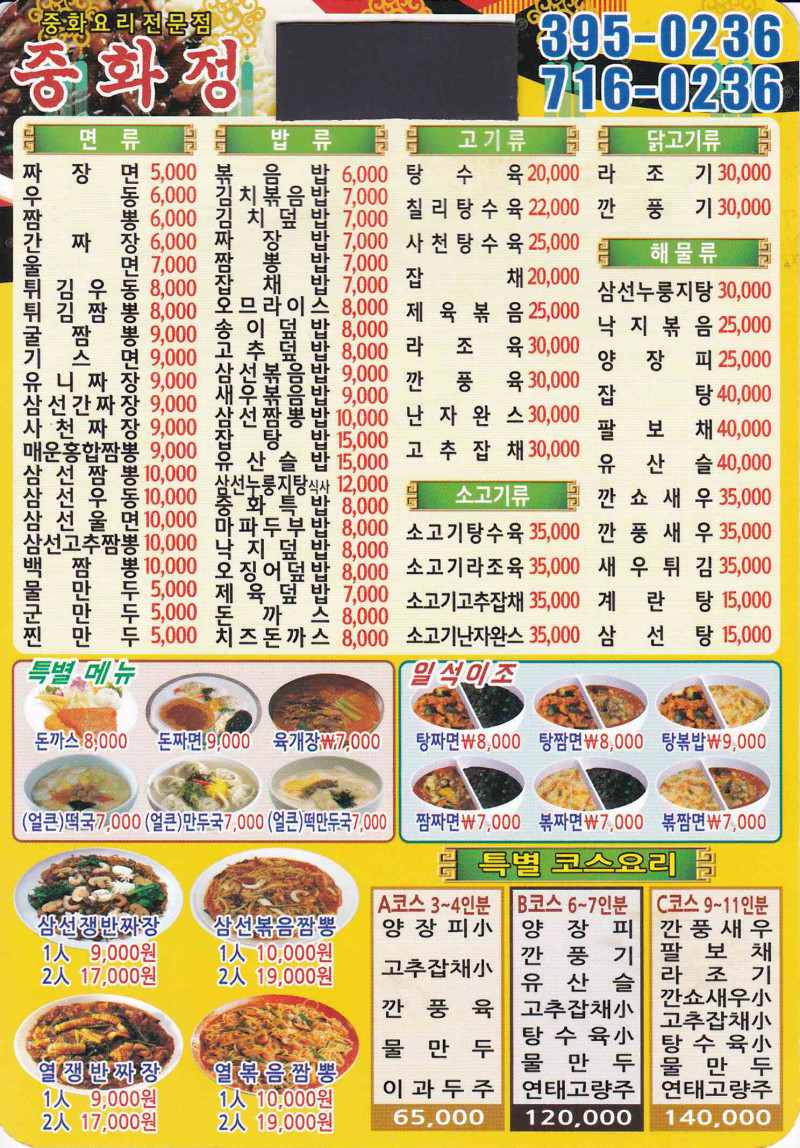 중화요리전문점
중화정
395-0236
716-0236
면류
짜장면 5,000
우동 6,000
짬뽕 6,000
간짜장 6,000
울면 7,000
튀김우동 8,000
튀김짬뽕 8,000
굴짬뽕 9,000
기스면 9,000
유니짜장 9,000
삼선간짜장 9,000
사천짜장 9,000
매운홍합짬뽕 9,000
삼선짬뽕 10,000
삼선우동 10,000
삼선울면 10,000
삼선고추짬뽕 10,000
백짬뽕 10,000
물만두 5,000
군만두 5,000
찐만두 5,000
밥류
볶음밥 6,000
김치볶음밥 7,000
김치덮밥 7,000
짜장밥 7,000
짬뽕밥 7,000
잡채밥 7,000
오므라이스 8,000
송이덮밥 8,000
고추덮밥 8,000
삼선볶음밥 9,000
새우볶음밥 9,000
삼선짬뽕밥 10,000
잡탕밥 15,000
유산슬밥 15,000
삼선누룽지탕식사 12,000
중화특밥 8,000
마파두부밥 8,000
낙지덮밥 8,000
오징어덮밥 8,000
제육덮밥 7,000
돈까스 8,000
치즈돈까스 8,000
고기류
탕수육 20,000
칠리탕수육 22,000
사천탕수육 25,000
잡채 20,000
제육볶음 25,000
라조육 30,000
깐풍육 30,000
난자완스 30,000
고추잡채 30,000
소고기류
소고기탕수육 35,000
소고기라조육 35,000
소고기고추잡채 35,000
소고기난자완스 35,000
닭고기류
라조기 30,000
깐풍기 30,000
해물류
삼선누룽지탕 30,000
낙지볶음 25,000
양장피 25,000
잡탕 40,000
팔보채 40,000
유산슬 40,000
깐쇼새우 35,000
깐풍새우 35,000
새우튀김 35,000
계란탕 15,000
삼선탕 15,000
특별 메뉴
돈까스 8,000 돈짜면 9,000 육개장 ₩7,000
(얼큰)떡국 7,000 (얼큰)만두국 7,000 (얼큰)떡만두국 7,000
일석이조
탕짜면 ₩8,000 탕짬면 ₩8,000 탕볶밥 ₩9,000
짬짜면 ₩7,000 볶짜면 ₩7,000 볶짬면 ₩7,000
삼선쟁반짜장
1人 9,000원
2人 17,000원
삼선볶음짬뽕
1人 10,000원
2人 19,000원
열쟁반짜장
1人 9,000원
2人 17,000원
열볶음짬뽕
1人 10,000원
2人 19,000원
특별 코스요리
A코스 3~4인분
양장피小
고추잡채小
깐풍육
물만두
이과두주
65,000
B코스 6~7인분
양장피
깐풍기
유산슬
고추잡채小
탕수육小
물만두
연태고량주
120,000
C코스 9~11인분
깐풍새우
팔보채
라조기
깐쇼새우小
고추잡채小
탕수육小
물만두
연태고량주
140,000